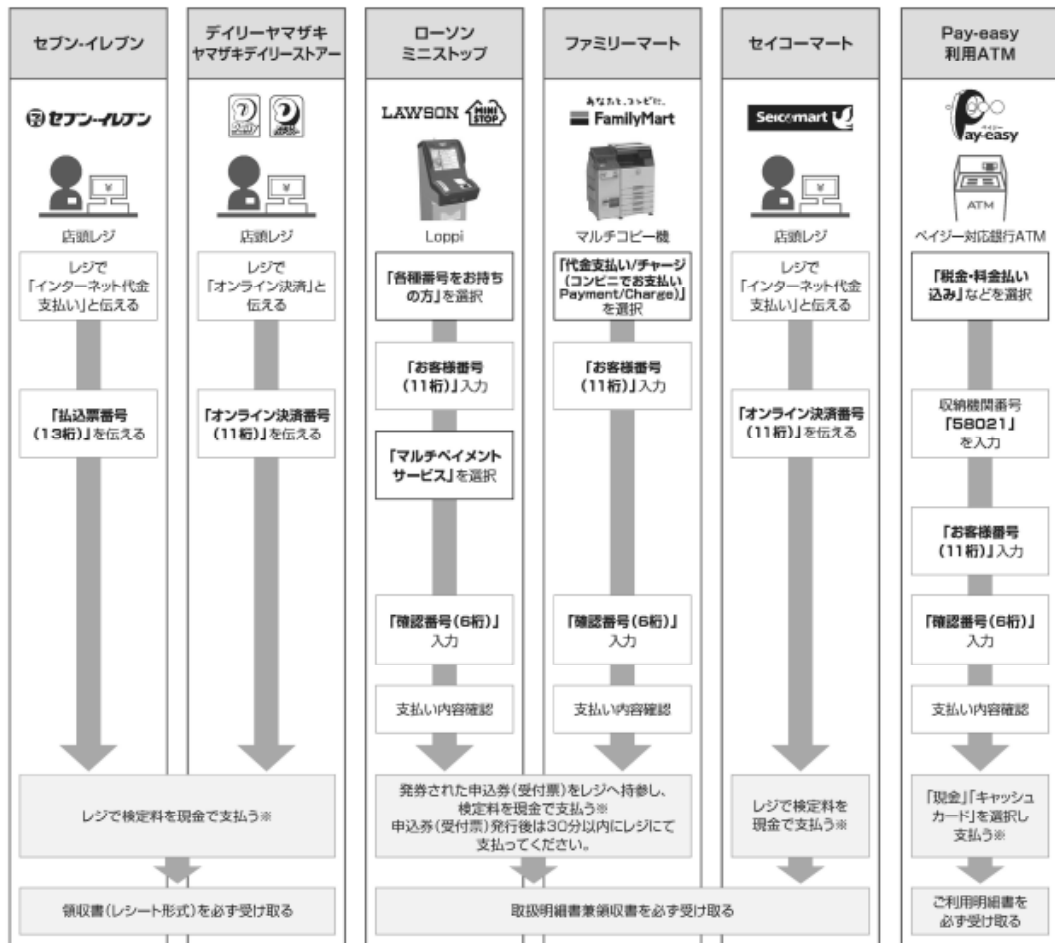 セブン-イレブン
セブン-イレブン
店頭レジ
レジで
「インターネット代金
支払い」と伝える
「払込票番号
(13桁)」を伝える
デイリーヤマザキ
ヤマザキデイリーストアー
店頭レジ
レジで
「オンライン決済」と
伝える
「オンライン決済番号
(11桁)」を伝える
レジで検定料を現金で支払う※
領収書(レシート形式)を必ず受け取る
ローソン
ミニストップ
LAWSON MINI STOP
Loppi
「各種番号をお持ち
の方」を選択
「お客様番号
(11桁)」入力
「マルチペイメント
サービス」を選択
「確認番号(6桁)」
入力
支払い内容確認
ファミリーマート
あなたと、コンビに、
FamilyMart
マルチコピー機
「代金支払い/チャージ
(コンビニでお支払い
Payment/Charge)」
を選択
「お客様番号
(11桁)」入力
「確認番号(6桁)」
入力
支払い内容確認
発券された申込券(受付票)をレジへ持参し、
検定料を現金で支払う※
申込券(受付票)発行後は30分以内にレジにて
支払ってください。
セイコーマート
Seicomart
店頭レジ
レジで
「インターネット代金
支払い」と伝える
「オンライン決済番号
(11桁)」を伝える
レジで検定料を
現金で支払う※
取扱明細書兼領収書を必ず受け取る
Pay-easy
利用ATM
ペイジー
Pay-easy
ATM
ペイジー対応銀行ATM
「税金・料金払い
込み」などを選択
収納機関番号
「58021」
を入力
「お客様番号
(11桁)」入力
「確認番号(6桁)」
入力
支払い内容確認
「現金」「キャッシュ
カード」を選択し
支払う※
ご利用明細書を
必ず受け取る